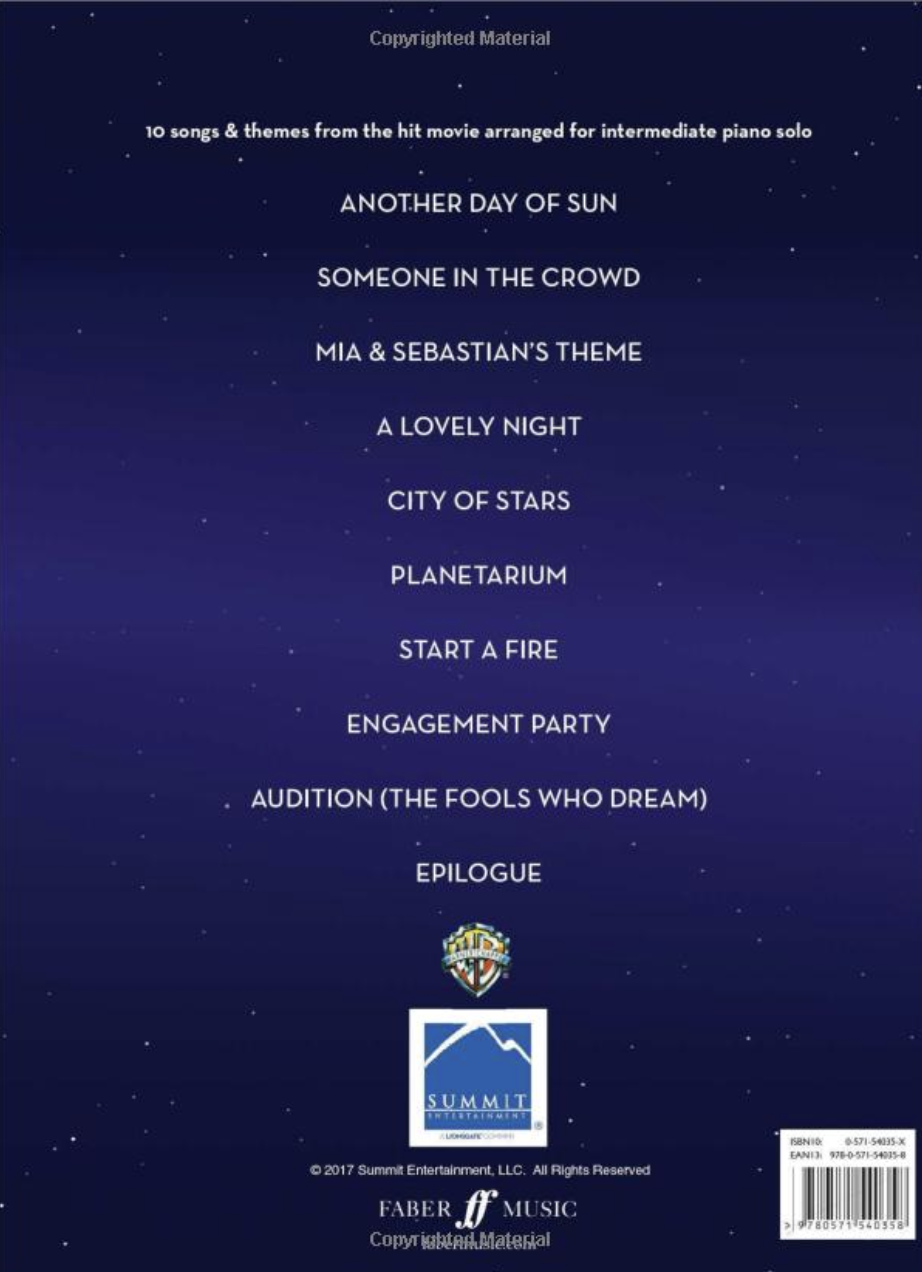 Copyrighted Material
10 songs & themes from the hit movie arranged for intermediate piano solo
ANOTHER DAY OF SUN
SOMEONE IN THE CROWD
MIA & SEBASTIAN'S THEME
A LOVELY NIGHT
CITY OF STARS
PLANETARIUM
START A FIRE
ENGAGEMENT PARTY
AUDITION (THE FOOLS WHO DREAM)
EPILOGUE
SUMMIT
ENTERTAINMENT
A LIONSGATE COMPANY
ISBN10: 0-571-54035-X
EAN13: 978-0-571-54035-8
9 780571 540358 >
© 2017 Summit Entertainment, LLC. All Rights Reserved
FABER ff MUSIC
fabermusic.com
Copyrighted Material